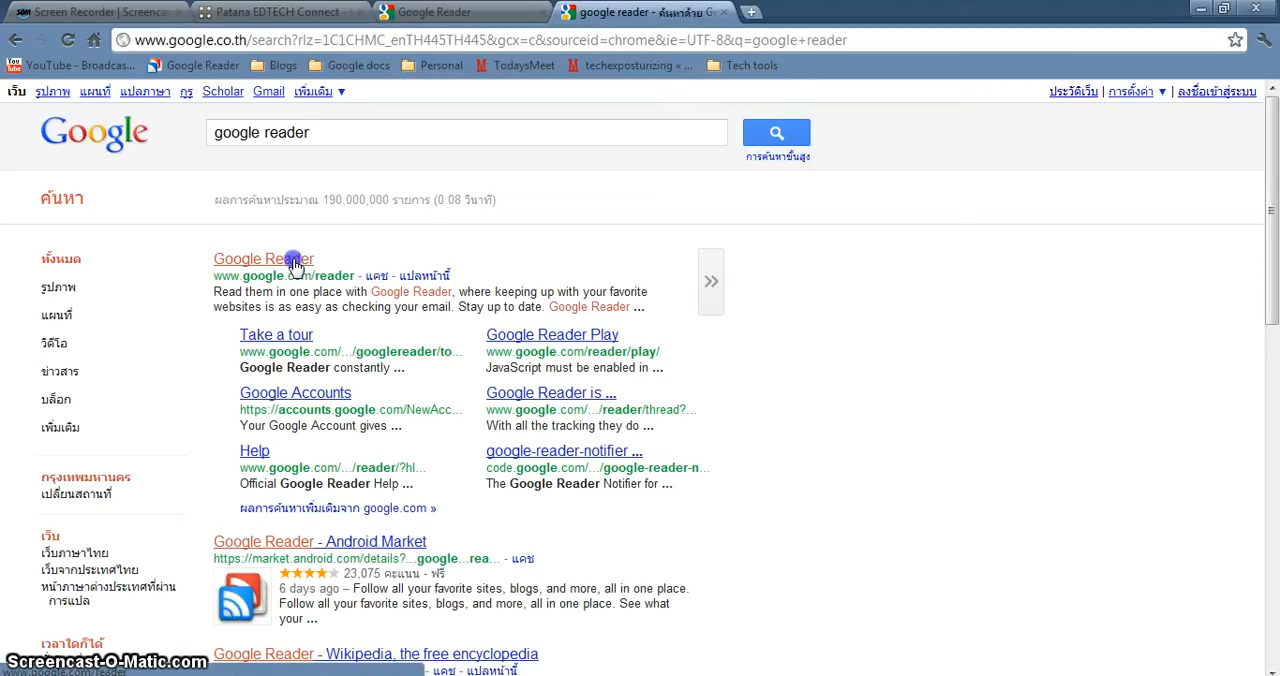 Screen Recorder | Screencast
Patana EDTECH Connect -
Google Reader
google reader - ค้นหาด้วย G
www.google.co.th/search?rlz=1C1CHMC_enTH445TH445&gcx=c&sourceid=chrome&ie=UTF-8&q=google+reader
YouTube - Broadcas... Google Reader Blogs Google docs Personal TodaysMeet techexposturizing «... Tech tools
เว็บ รูปภาพ แผนที่ แปลภาษา กูรู Scholar Gmail เพิ่มเติม ▼
ประวัติเว็บ | การตั้งค่า ▼ | ลงชื่อเข้าสู่ระบบ
Google
google reader
การค้นหาขั้นสูง
ค้นหา
ผลการค้นหาประมาณ 190,000,000 รายการ (0.08 วินาที)
ทั้งหมด
รูปภาพ
แผนที่
วิดีโอ
ข่าวสาร
บล็อก
เพิ่มเติม
กรุงเทพมหานคร
เปลี่ยนสถานที่
เว็บ
เว็บภาษาไทย
เว็บจากประเทศไทย
หน้าภาษาต่างประเทศที่ผ่าน
การแปล
เวลาใดก็ได้
Google Reader
www.google.com/reader - แคช - แปลหน้านี้
Read them in one place with Google Reader, where keeping up with your favorite
websites is as easy as checking your email. Stay up to date. Google Reader ...
»
Take a tour
www.google.com/.../googlereader/to...
Google Reader constantly ...
Google Reader Play
www.google.com/reader/play/
JavaScript must be enabled in ...
Google Accounts
https://accounts.google.com/NewAcc...
Your Google Account gives ...
Google Reader is ...
www.google.com/.../reader/thread?...
With all the tracking they do ...
Help
www.google.com/.../reader/?hl...
Official Google Reader Help ...
google-reader-notifier ...
code.google.com/.../google-reader-n...
The Google Reader Notifier for ...
ผลการค้นหาเพิ่มเติมจาก google.com »
Google Reader - Android Market
https://market.android.com/details?...google...rea... - แคช
23,075 คะแนน - ฟรี
6 days ago – Follow all your favorite sites, blogs, and more, all in one place.
Follow all your favorite sites, blogs, and more, all in one place. See what
your ...
Google Reader - Wikipedia, the free encyclopedia
- แคช - แปลหน้านี้
Screencast-O-Matic.com
www.google.com/reader